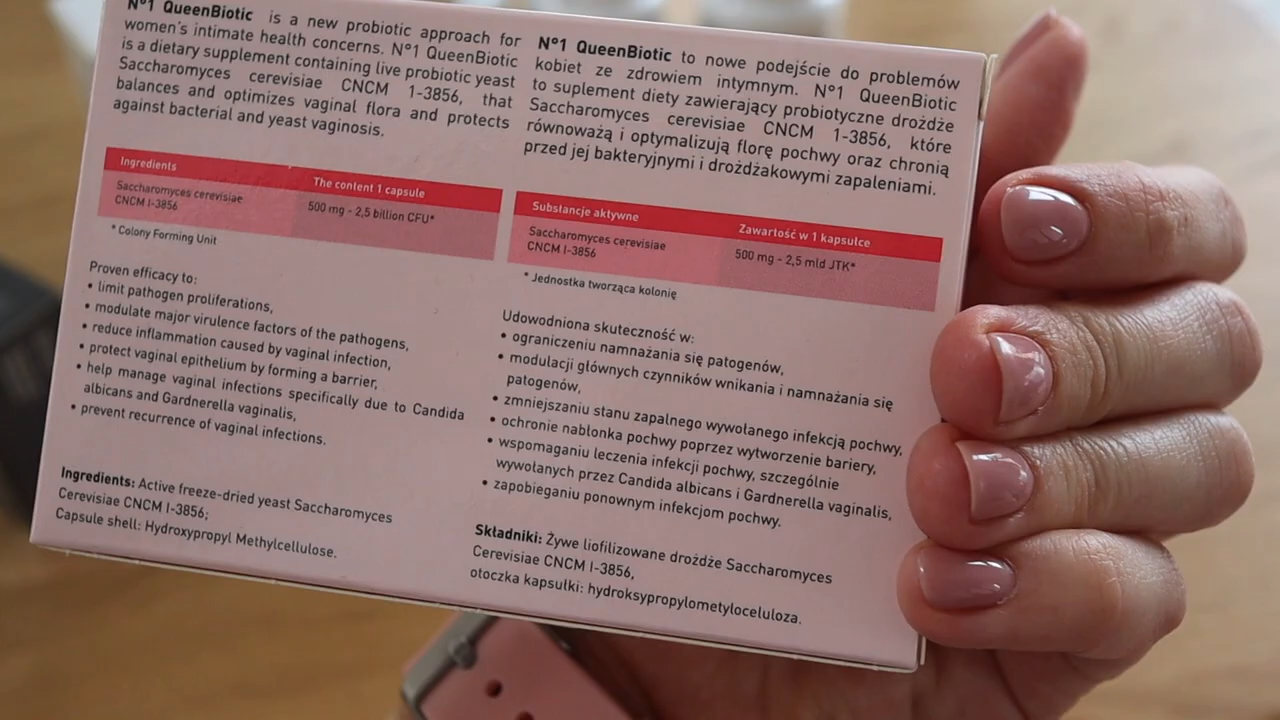 N°1 QueenBiotic is a new probiotic approach for
women's intimate health concerns. N°1 QueenBiotic
is a dietary supplement containing live probiotic yeast
Saccharomyces cerevisiae CNCM 1-3856, that
balances and optimizes vaginal flora and protects
against bacterial and yeast vaginosis.
Ingredients The content 1 capsule
Saccharomyces cerevisiae 500 mg - 2,5 billion CFU*
CNCM I-3856
* Colony Forming Unit
Proven efficacy to:
• limit pathogen proliferations,
• modulate major virulence factors of the pathogens,
• reduce inflammation caused by vaginal infection,
• protect vaginal epithelium by forming a barrier,
• help manage vaginal infections specifically due to Candida
albicans and Gardnerella vaginalis,
• prevent recurrence of vaginal infections.
Ingredients: Active freeze-dried yeast Saccharomyces
Cerevisiae CNCM I-3856;
Capsule shell: Hydroxypropyl Methylcellulose.
N°1 QueenBiotic to nowe podejście do problemów
kobiet ze zdrowiem intymnym. N°1 QueenBiotic
to suplement diety zawierający probiotyczne drożdże
Saccharomyces cerevisiae CNCM 1-3856, które
równoważą i optymalizują florę pochwy oraz chronią
przed jej bakteryjnymi i drożdżakowymi zapaleniami.
Substancje aktywne Zawartość w 1 kapsułce
Saccharomyces cerevisiae 500 mg - 2,5 mld JTK*
CNCM I-3856
* Jednostka tworząca kolonię
Udowodniona skuteczność w:
• ograniczeniu namnażania się patogenów,
• modulacji głównych czynników wnikania i namnażania się
patogenów,
• zmniejszaniu stanu zapalnego wywołanego infekcją pochwy,
• ochronie nabłonka pochwy poprzez wytworzenie bariery,
• wspomaganiu leczenia infekcji pochwy, szczególnie
wywołanych przez Candida albicans i Gardnerella vaginalis,
• zapobieganiu ponownym infekcjom pochwy.
Składniki: Żywe liofilizowane drożdże Saccharomyces
Cerevisiae CNCM I-3856,
otoczka kapsułki: hydroksypropylometyloceluloza.